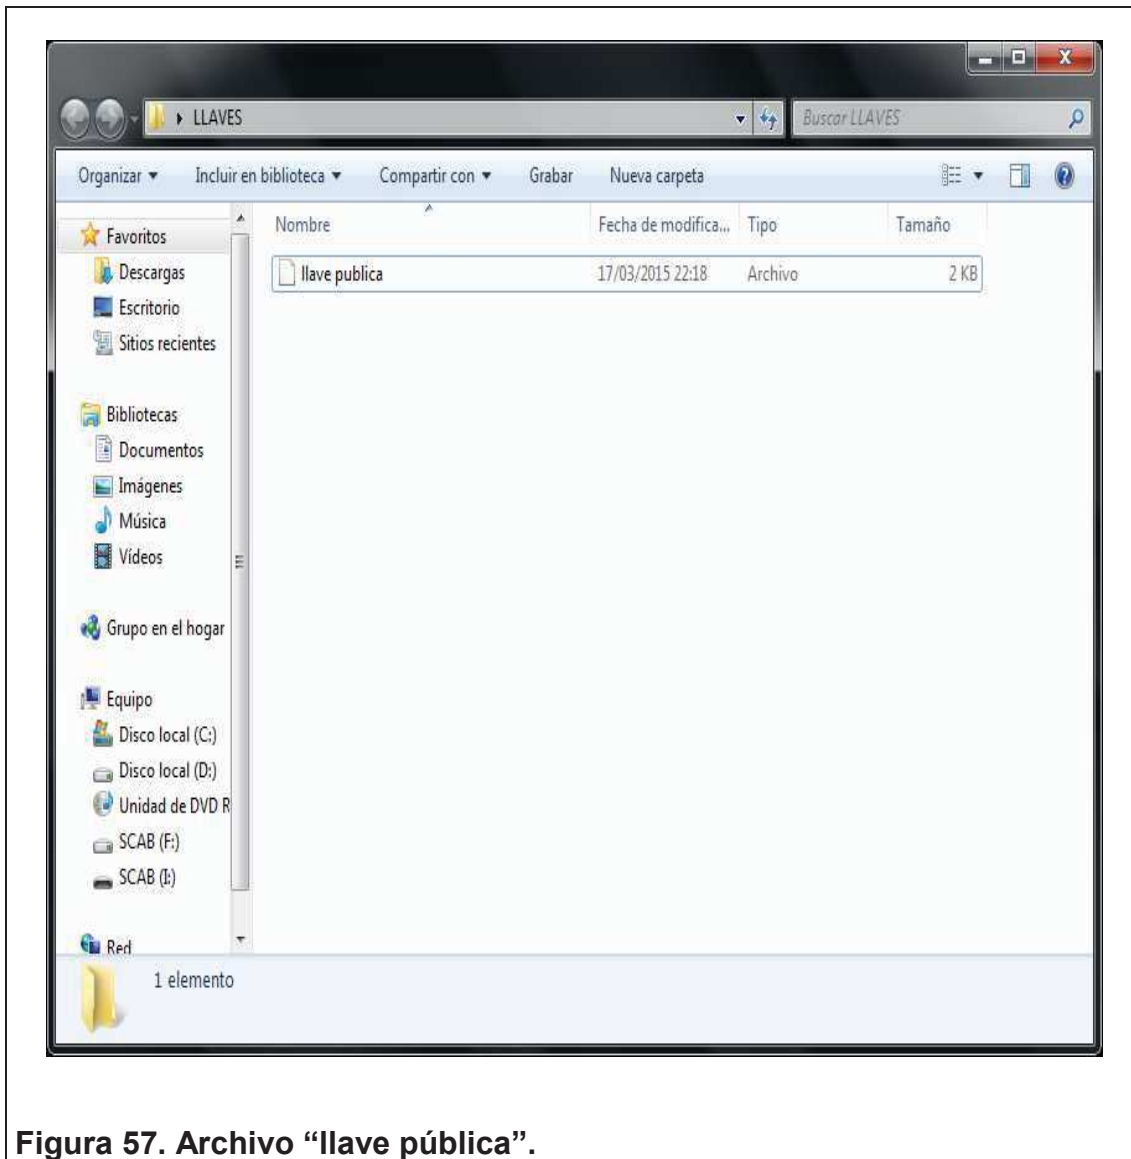 LLAVES
Buscar LLAVES
Organizar Incluir en biblioteca Compartir con Grabar Nueva carpeta
Nombre Fecha de modifica... Tipo Tamaño
llave publica 17/03/2015 22:18 Archivo 2 KB
Favoritos
Descargas
Escritorio
Sitios recientes
Bibliotecas
Documentos
Imágenes
Música
Vídeos
Grupo en el hogar
Equipo
Disco local (C:)
Disco local (D:)
Unidad de DVD R
SCAB (F:)
SCAB (I:)
Red
1 elemento
Figura 57. Archivo “llave pública”.